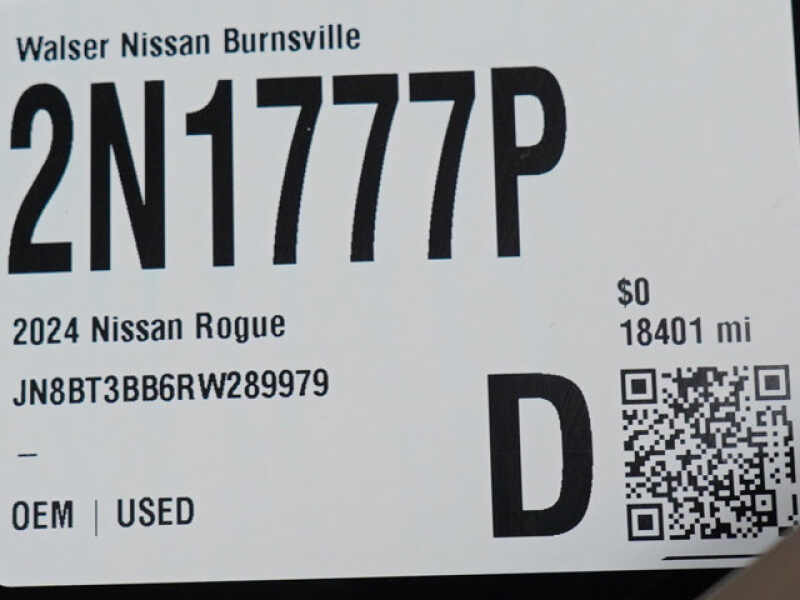 Walser Nissan Burnsville
2N1777P
2024 Nissan Rogue
$0
18401 mi
JN8BT3BB6RW289979
–
D
OEM | USED